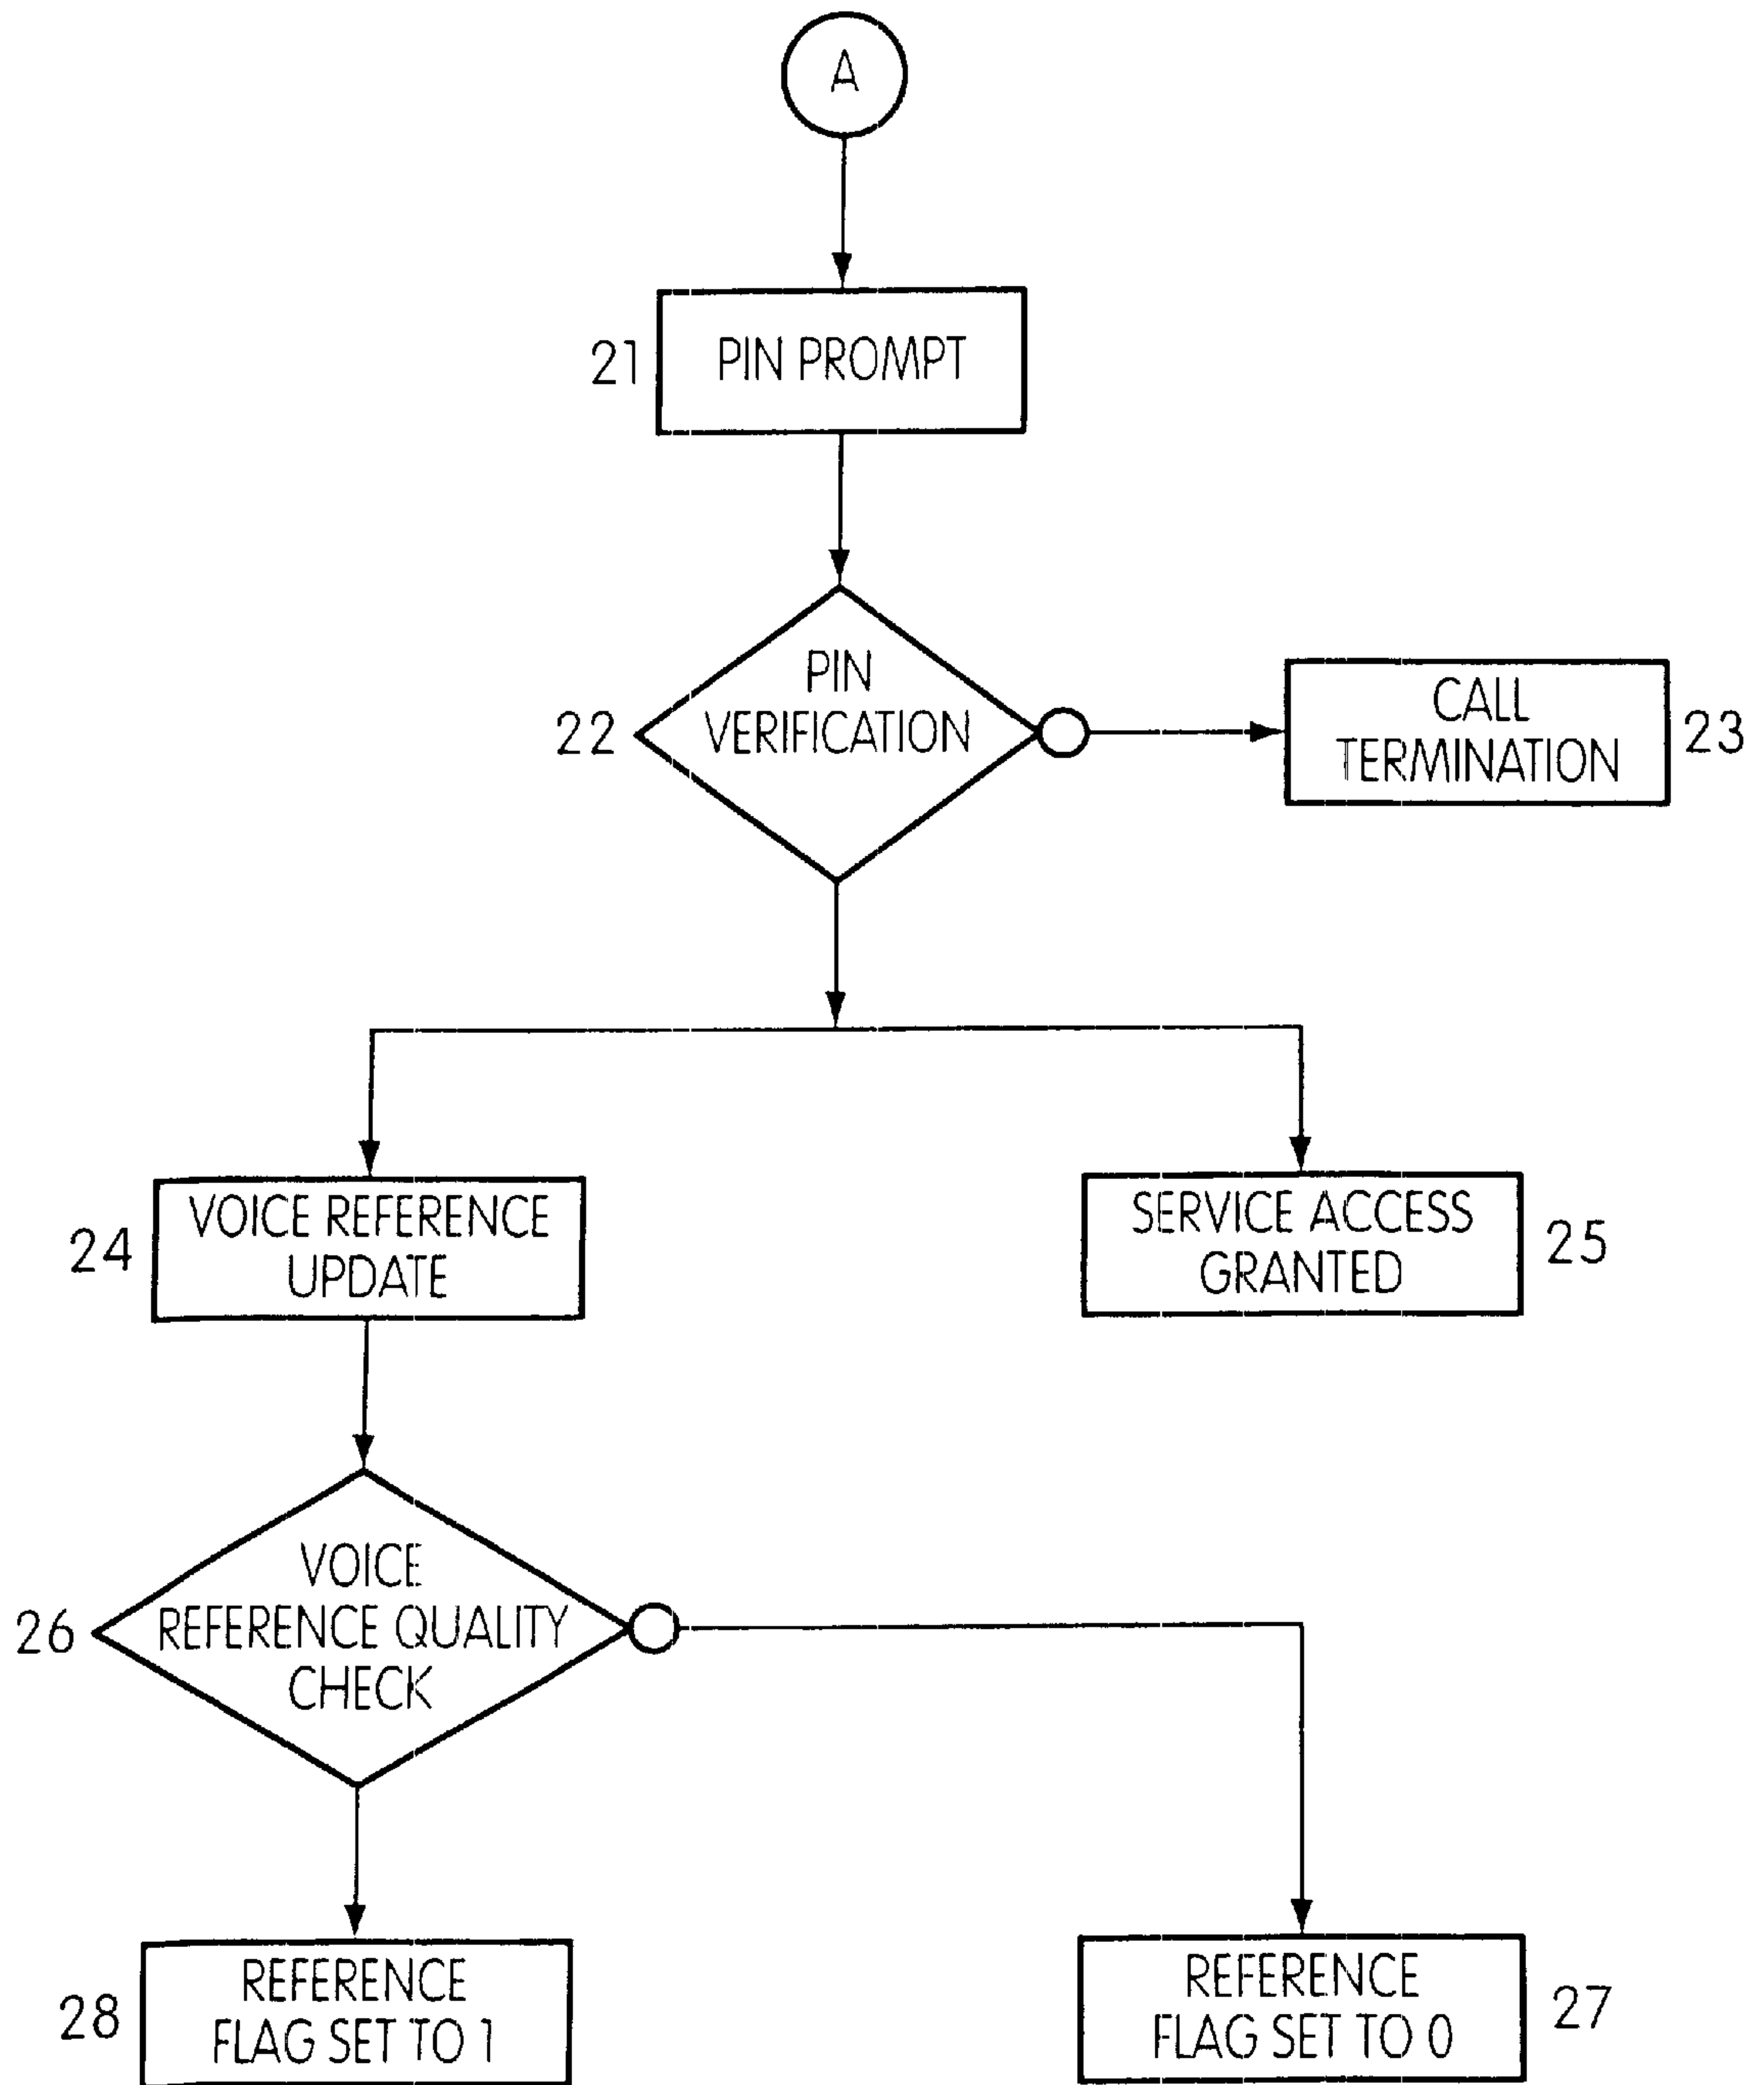 A
21
PIN PROMPT
22
PIN
VERIFICATION
CALL
TERMINATION
23
24
VOICE REFERENCE
UPDATE
SERVICE ACCESS
GRANTED
25
26
VOICE
REFERENCE QUALITY
CHECK
28
REFERENCE
FLAG SET TO 1
REFERENCE
FLAG SET TO 0
27